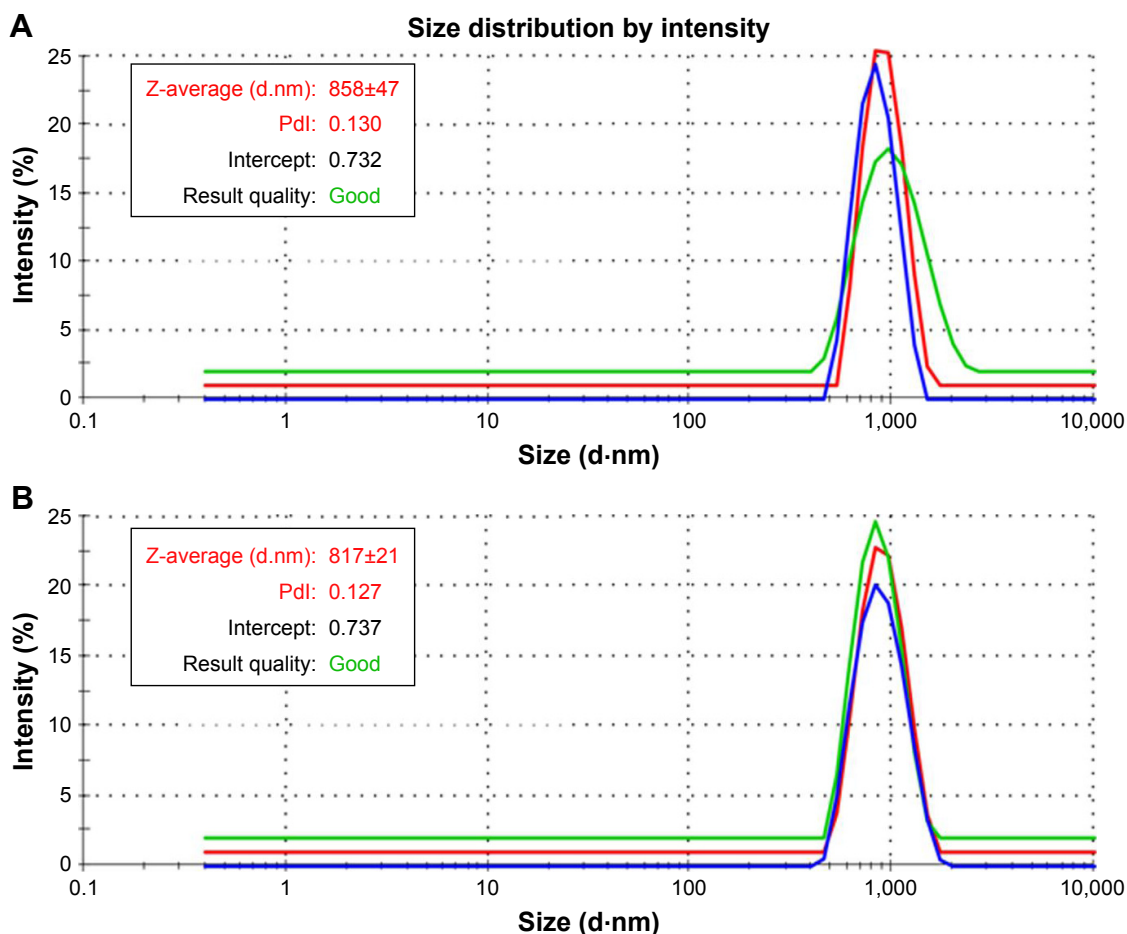 A
Size distribution by intensity
Intensity (%)
25
20
15
10
5
0
Z-average (d.nm): 858±47
PdI: 0.130
Intercept: 0.732
Result quality: Good
0.1 1 10 100 1,000 10,000
Size (d·nm)
B
Intensity (%)
25
20
15
10
5
0
Z-average (d.nm): 817±21
PdI: 0.127
Intercept: 0.737
Result quality: Good
0.1 1 10 100 1,000 10,000
Size (d·nm)